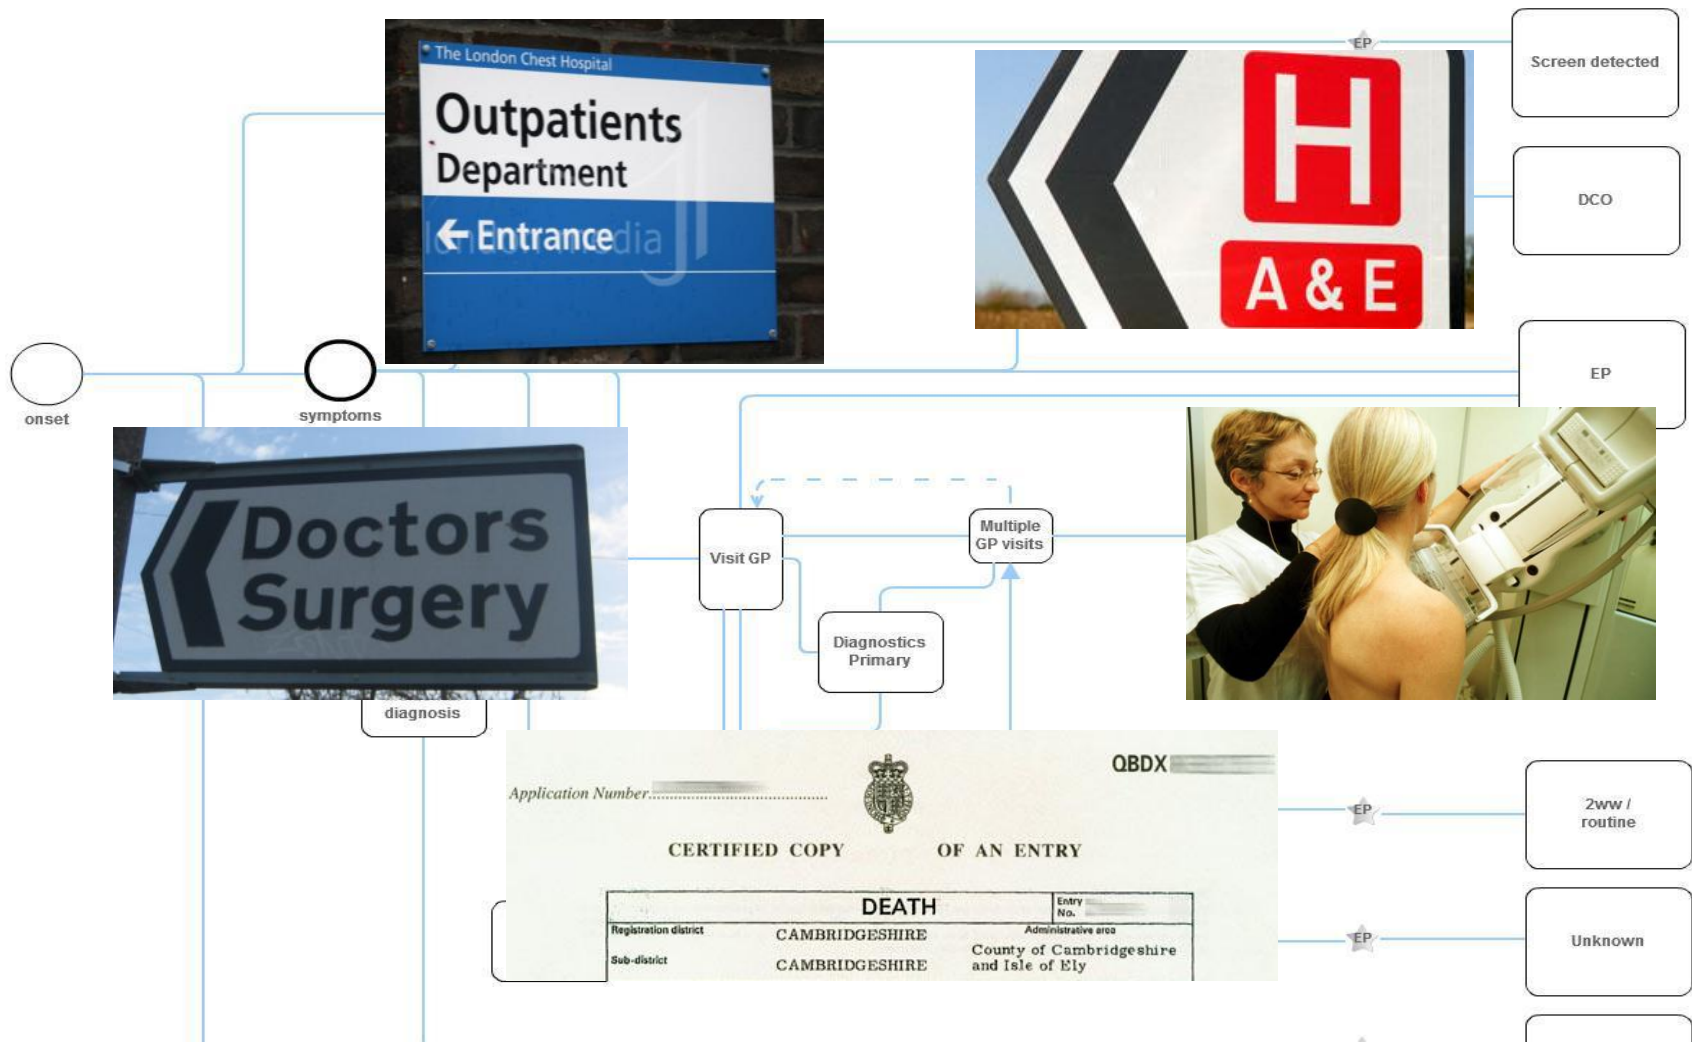 EP
Screen detected
The London Chest Hospital
Outpatients
Department
← Entrance
london media
H
A & E
DCO
EP
onset
symptoms
Doctors
Surgery
Visit GP
Multiple
GP visits
Diagnostics
Primary
diagnosis
QBDX
Application Number
CERTIFIED COPY OF AN ENTRY
DEATH
Entry
No.
Registration district
CAMBRIDGESHIRE
Administrative area
Sub-district
CAMBRIDGESHIRE
County of Cambridgeshire
and Isle of Ely
EP
2ww /
routine
EP
Unknown